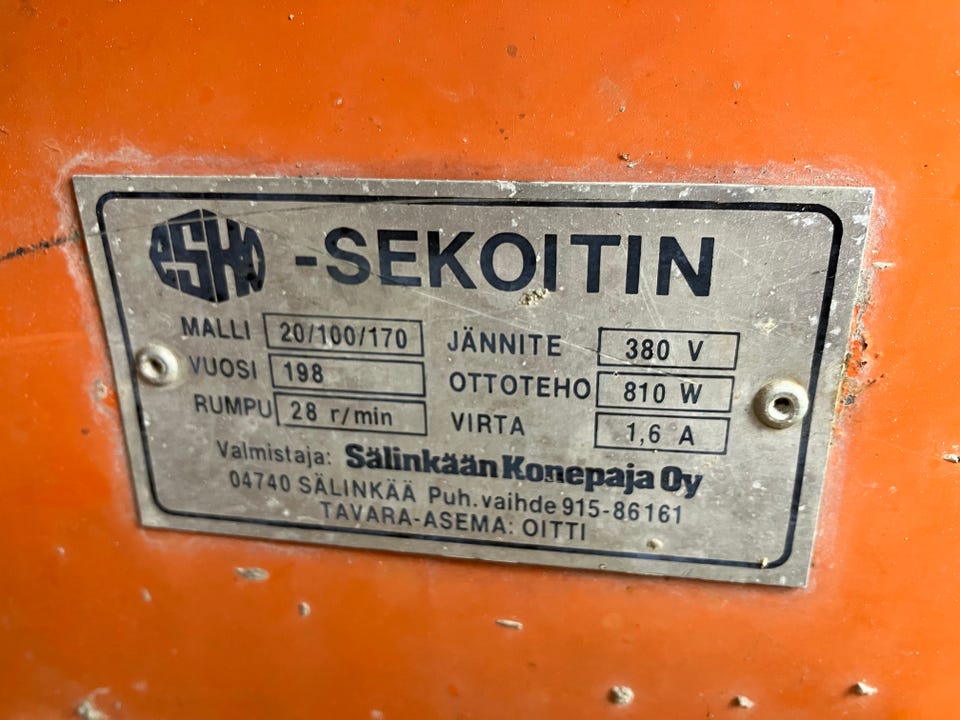 esko -SEKOITIN
MALLI 20/100/170 JÄNNITE 380 V
VUOSI 198 OTTOTEHO 810 W
RUMPU 28 r/min VIRTA 1,6 A
Valmistaja: Sälinkään Konepaja Oy
04740 SÄLINKÄÄ Puh. vaihde 915-86161
TAVARA-ASEMA: OITTI